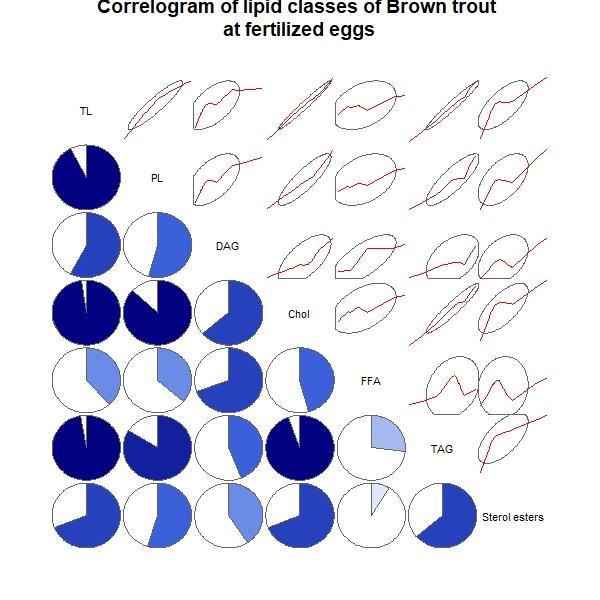 Correlogram of lipid classes of Brown trout
at fertilized eggs
TL
PL
DAG
Chol
FFA
TAG
Sterol esters